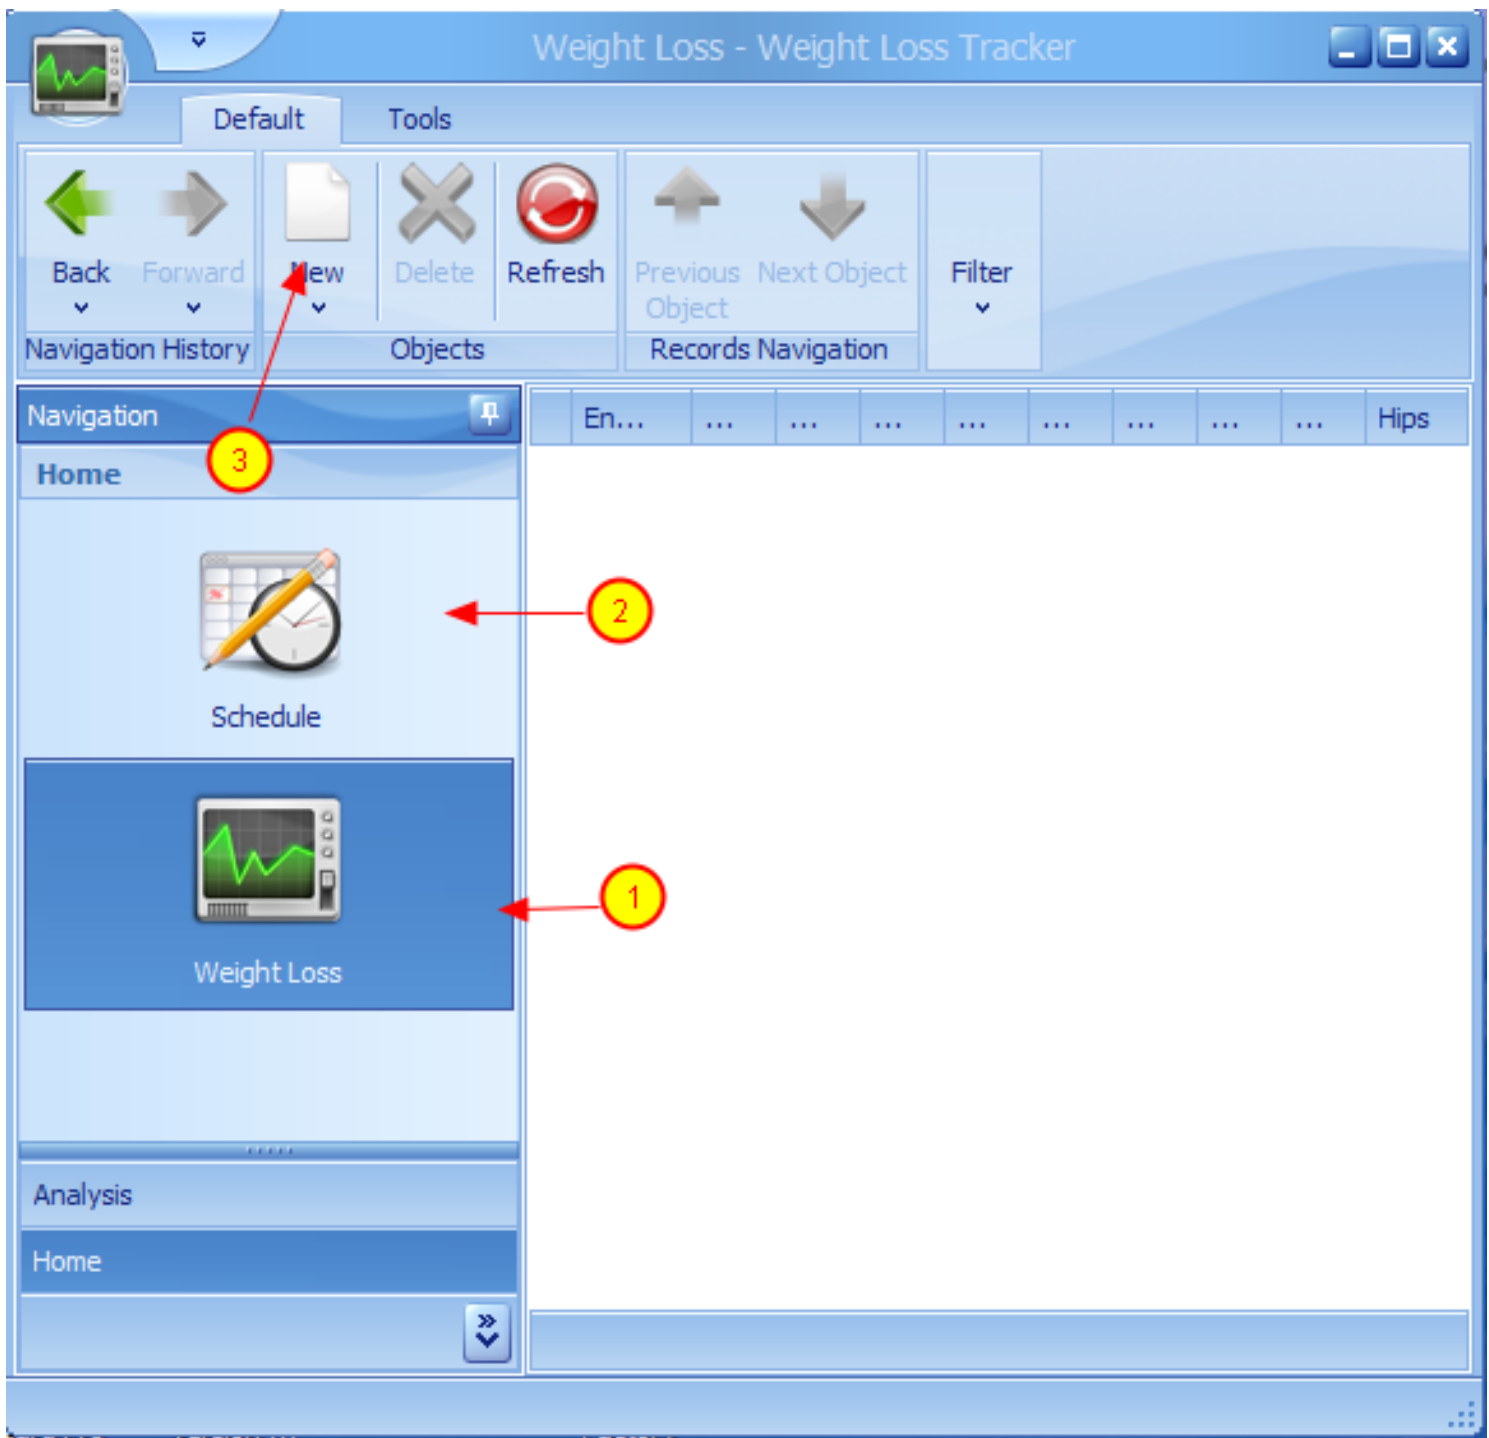 Weight Loss - Weight Loss Tracker
Default Tools
Back Forward New Delete Refresh Previous Object Next Object Filter
Navigation History Objects Records Navigation
Navigation En... ... ... ... ... ... ... ... ... Hips
3
Home
2
Schedule
1
Weight Loss
Analysis
Home